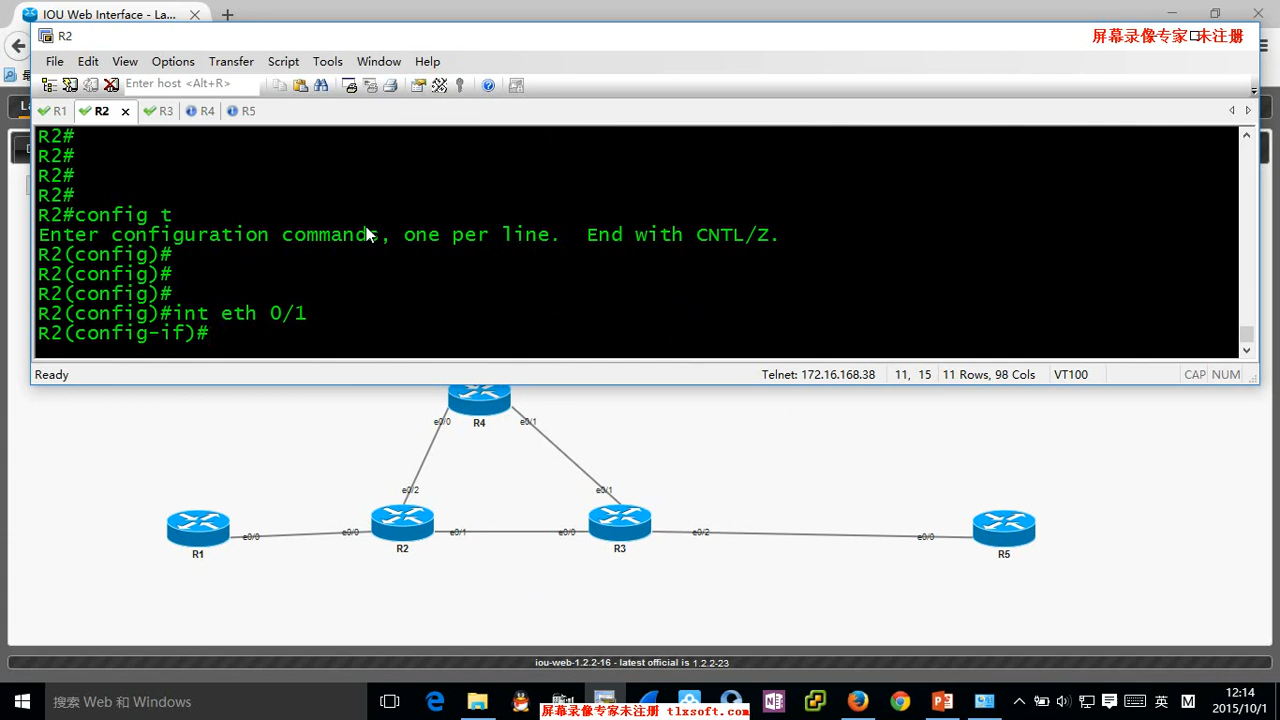 IOU Web Interface - La...
R2
屏幕录像专家 未注册
File Edit View Options Transfer Script Tools Window Help
Enter host <Alt+R>
R1 R2 R3 R4 R5
R2#
R2#
R2#
R2#
R2#config t
Enter configuration commands, one per line.  End with CNTL/Z.
R2(config)#
R2(config)#
R2(config)#
R2(config)#int eth 0/1
R2(config-if)#
Ready Telnet: 172.16.168.38 11, 15 11 Rows, 98 Cols VT100 CAP NUM
e0/0 e0/1
R4
e0/2 e0/1
e0/0 e0/0 e0/1 e0/0 e0/2 e0/0
R1 R2 R3 R5
iou-web-1.2.2-16 - latest official is 1.2.2-23
搜索 Web 和 Windows
英
M
12:14
2015/10/1
屏幕录像专家未注册 tlxsoft.com